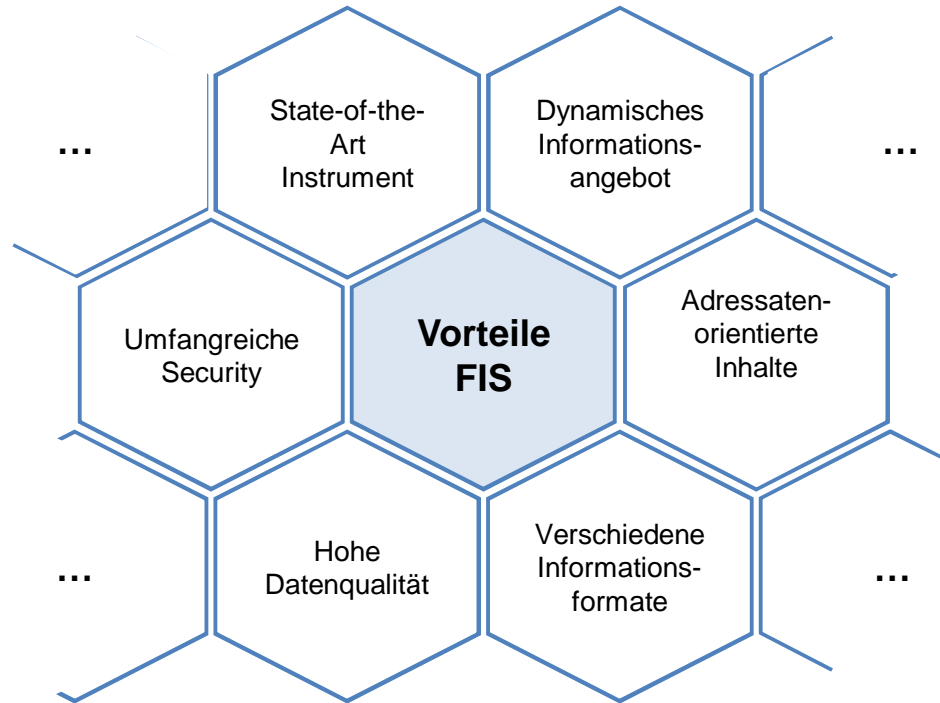 ...
State-of-the-
Art
Instrument
Dynamisches
Informations-
angebot
...
Umfangreiche
Security
Vorteile
FIS
Adressaten-
orientierte
Inhalte
...
Hohe
Datenqualität
Verschiedene
Informations-
formate
...